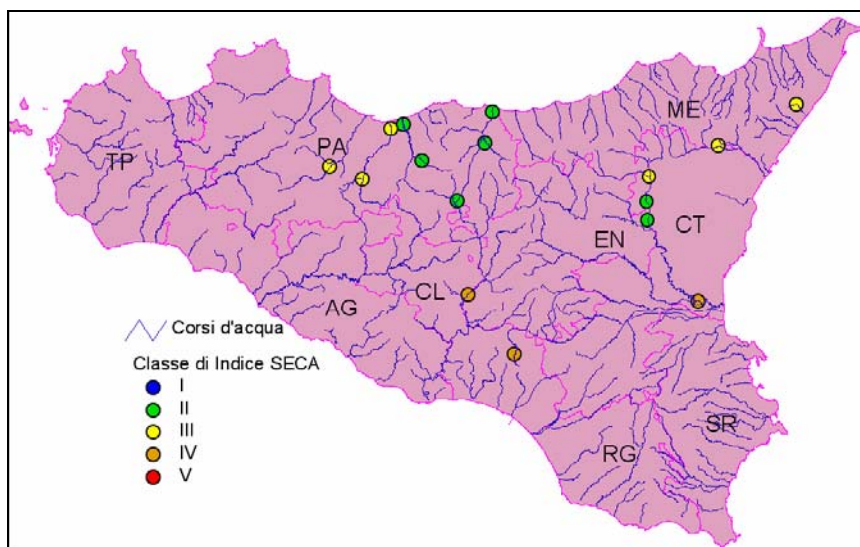 ME
PA
TP
CT
EN
CL
AG
Corsi d'acqua
Classe di Indice SECA
I
II
III
IV
V
SR
RG